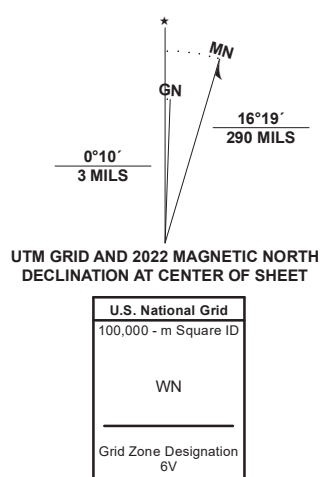 ★
MN
GN
0°10´
3 MILS
16°19´
290 MILS
UTM GRID AND 2022 MAGNETIC NORTH
DECLINATION AT CENTER OF SHEET
U.S. National Grid
100,000 - m Square ID
WN
Grid Zone Designation
6V